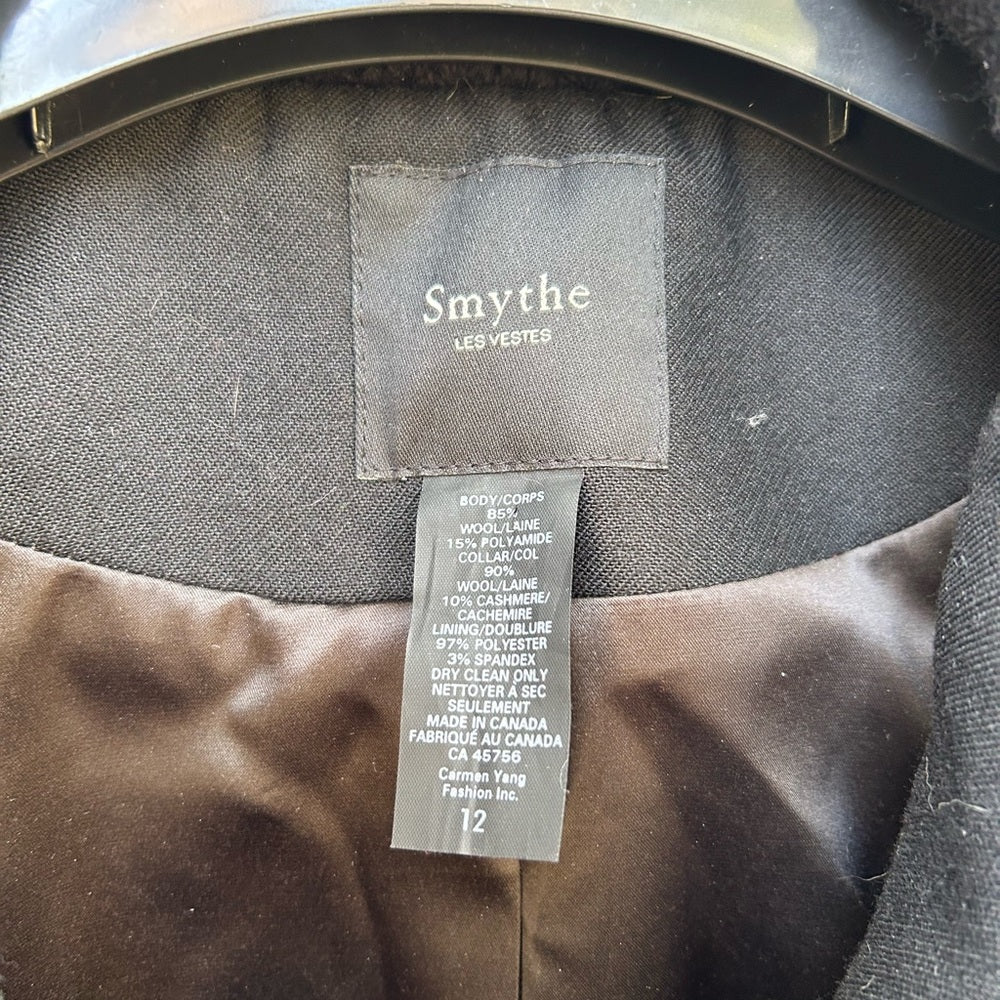 Smythe
LES VESTES
BODY/CORPS
85%
WOOL/LAINE
15% POLYAMIDE
COLLAR/COL
90%
WOOL/LAINE
10% CASHMERE/
CACHEMIRE
LINING/DOUBLURE
97% POLYESTER
3% SPANDEX
DRY CLEAN ONLY
NETTOYER À SEC
SEULEMENT
MADE IN CANADA
FABRIQUÉ AU CANADA
CA 45756
Carmen Yang
Fashion Inc.
12